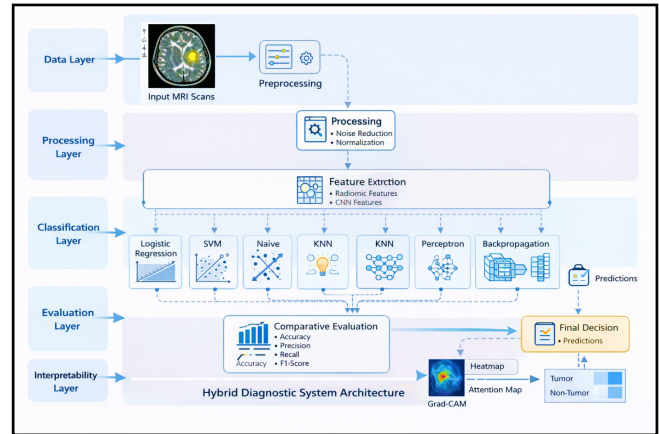 Data Layer
Input MRI Scans
Preprocessing
Processing
Layer
Processing
• Noise Reduction
• Normalization
Feature Extrction
• Radiomic Features
• CNN Features
Classification
Layer
Logistic
Regression
SVM
Naive
KNN
KNN
Perceptron
Backpropagation
Predictions
Evaluation
Layer
Comparative Evaluation
• Accuracy
• Precision
• Recall
• F1-Score
Accuracy
Final Decision
• Predictions
Interpretability
Layer
Hybrid Diagnostic System Architecture
Grad-CAM
Heatmap
Attention Map
Tumor
Non-Tumor